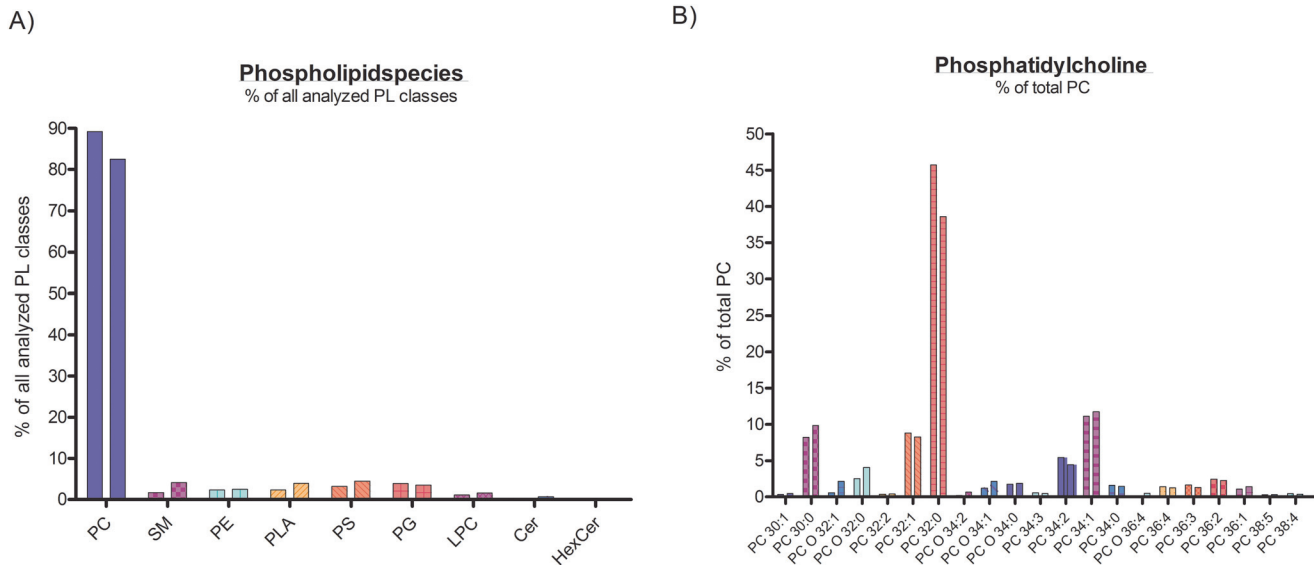 A)
Phospholipidspecies
% of all analyzed PL classes
% of all analyzed PL classes
90
80
70
60
50
40
30
20
10
0
PC
SM
PE
PLA
PS
PG
LPC
Cer
HexCer
B)
Phosphatidylcholine
% of total PC
% of total PC
50
45
40
35
30
25
20
15
10
5
0
PC 30:1
PC 30:0
PC O 32:1
PC O 32:0
PC 32:2
PC 32:1
PC 32:0
PC O 34:2
PC O 34:1
PC O 34:0
PC 34:3
PC 34:2
PC 34:1
PC 34:0
PC O 36:4
PC 36:4
PC 36:3
PC 36:2
PC 36:1
PC 38:5
PC 38:4